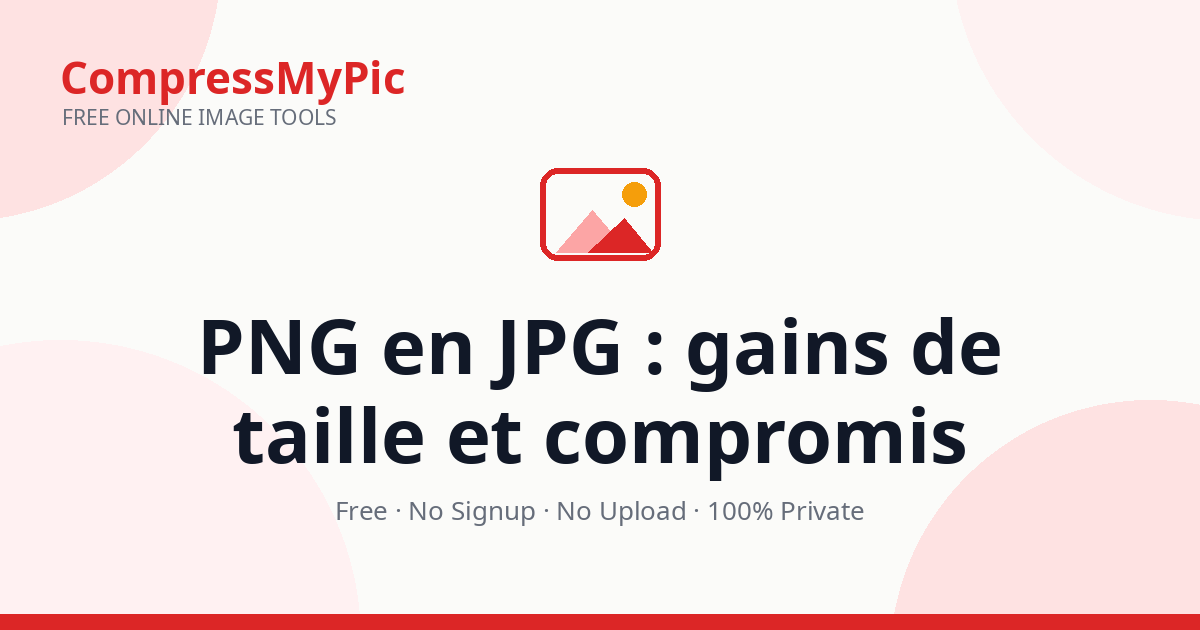 CompressMyPic
FREE ONLINE IMAGE TOOLS
PNG en JPG : gains de
taille et compromis
Free · No Signup · No Upload · 100% Private